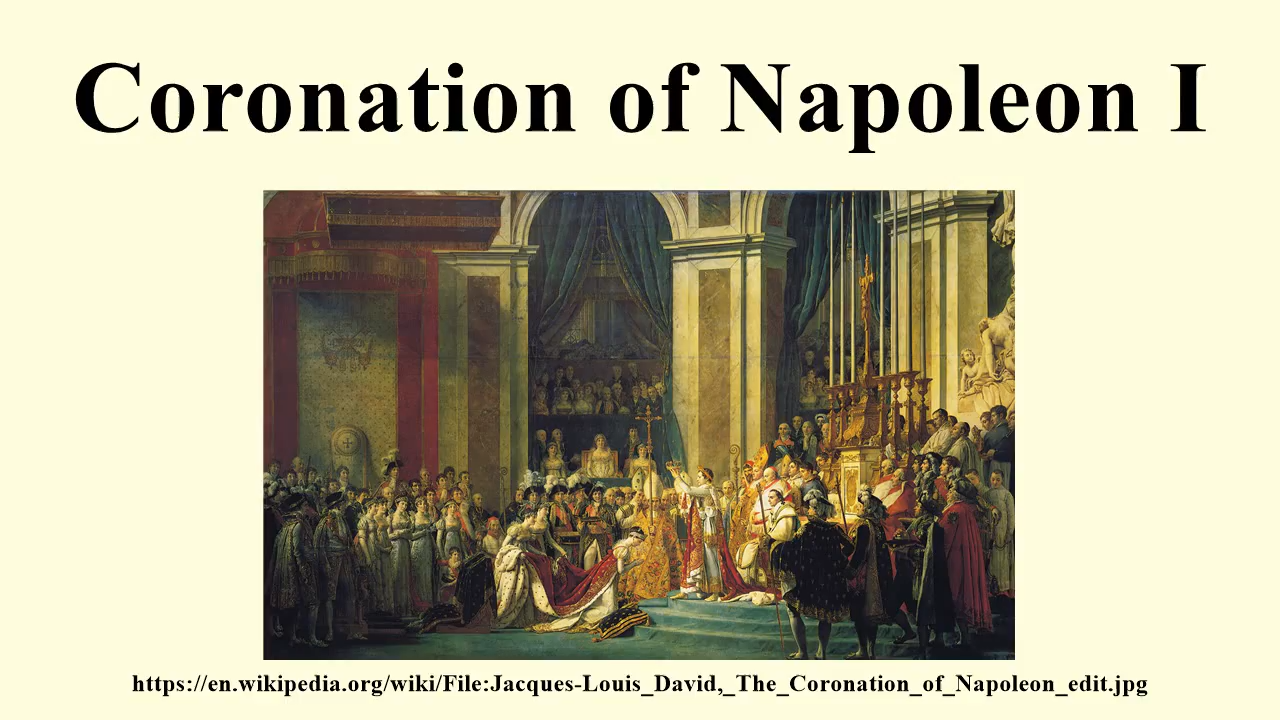 Coronation of Napoleon I
https://en.wikipedia.org/wiki/File:Jacques-Louis_David,_The_Coronation_of_Napoleon_edit.jpg